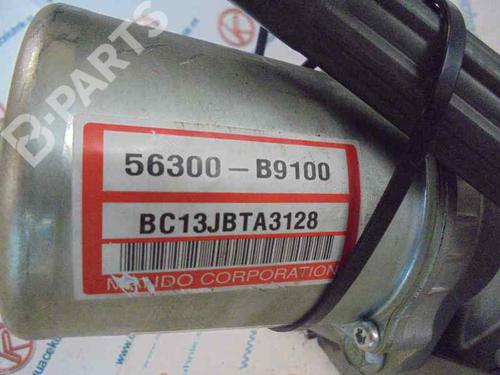 B-PARTS
56300-B9100
BC13JBTA3128
MANDO CORPORATION